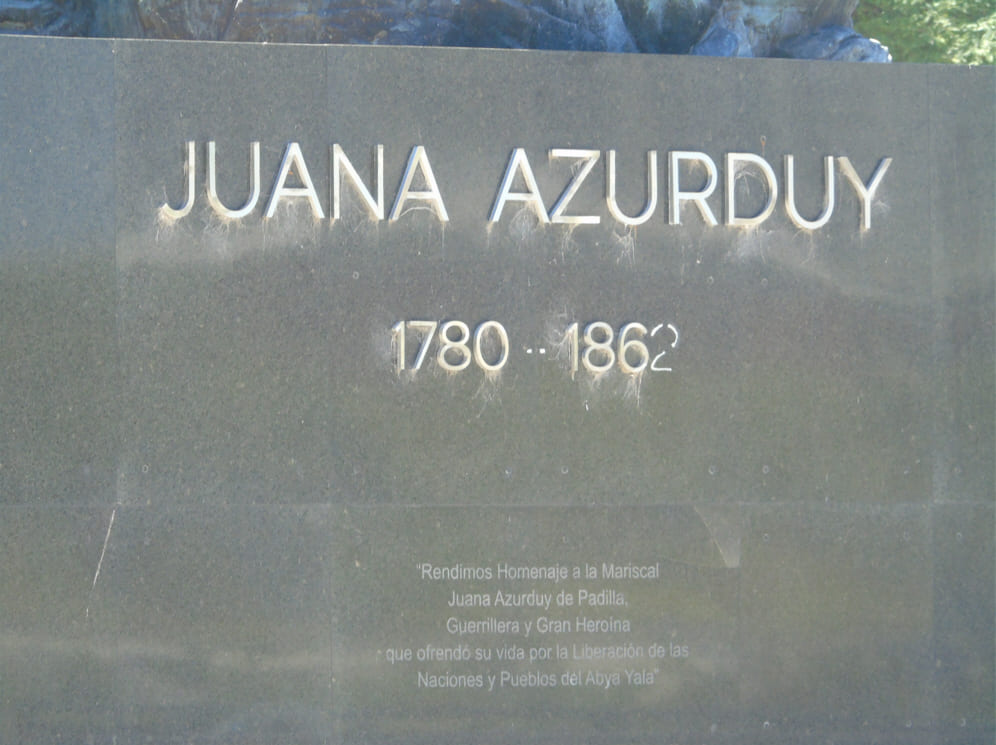 JUANA AZURDUY
1780 - 1862
"Rendimos Homenaje a la Mariscal
Juana Azurduy de Padilla,
Guerrillera y Gran Heroína
que ofrendó su vida por la Liberación de las
Naciones y Pueblos del Abya Yala"